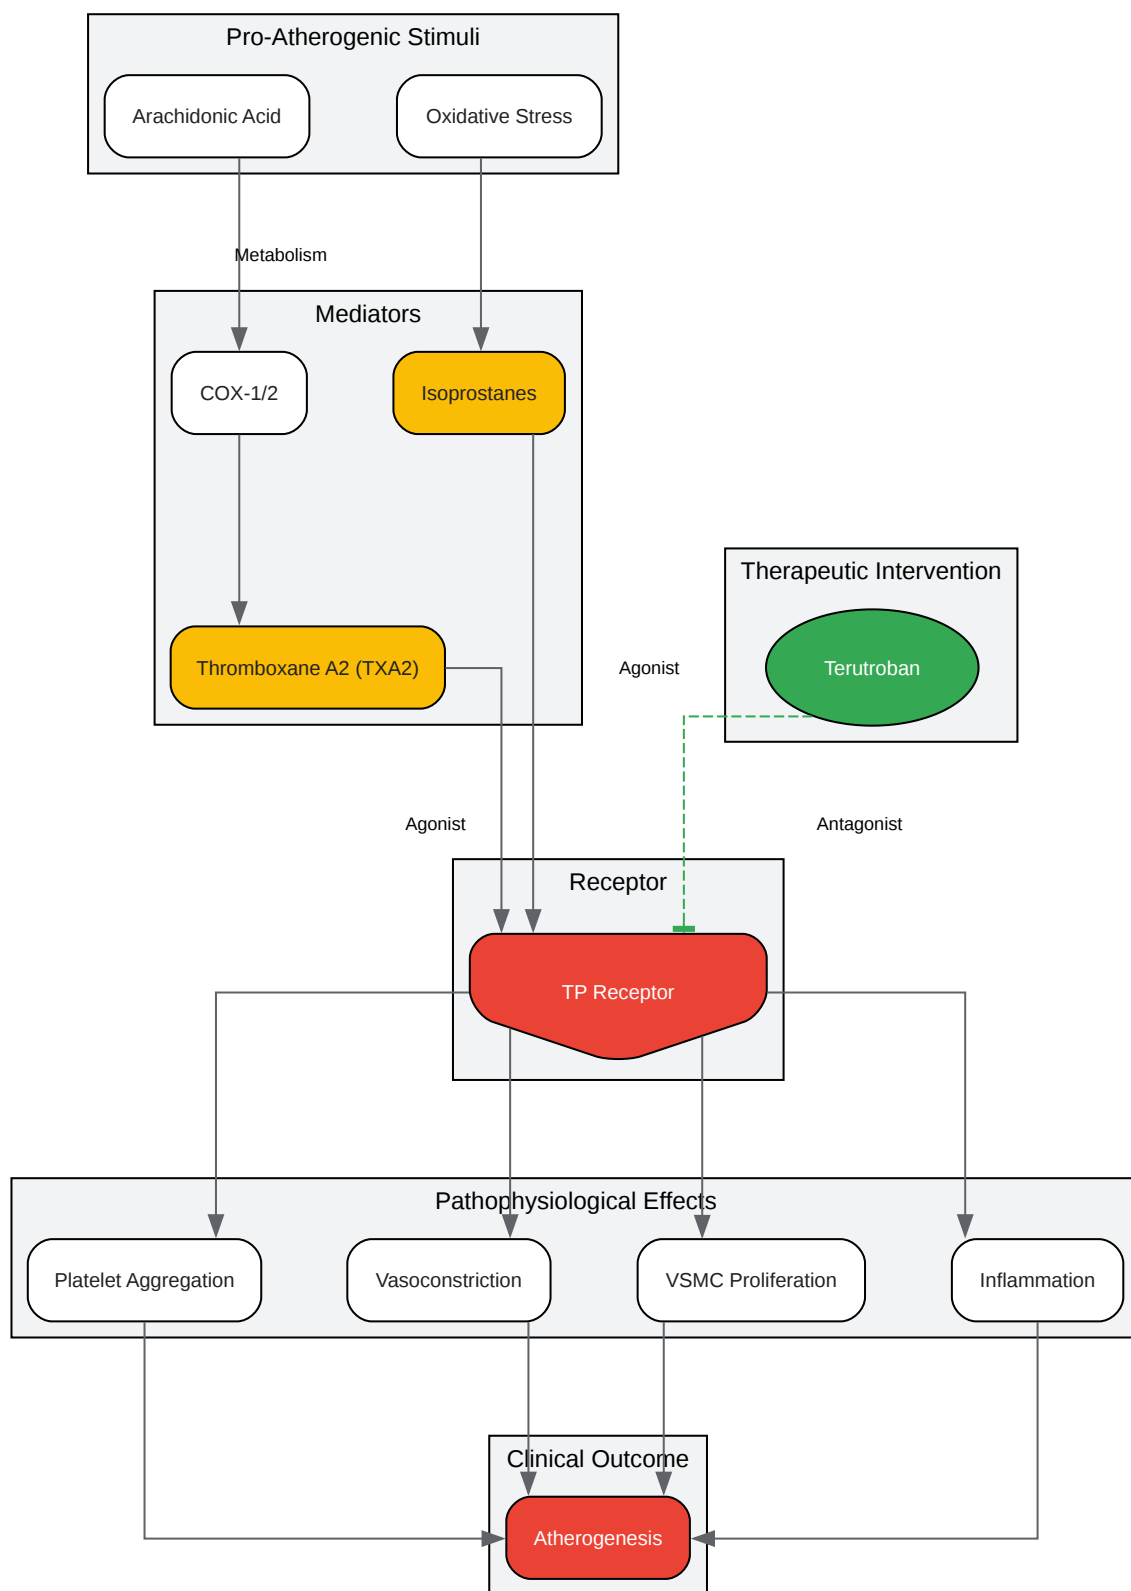 Pro-Atherogenic Stimuli
Arachidonic Acid
Oxidative Stress
Metabolism
Mediators
COX-1/2
Isoprostanes
Therapeutic Intervention
Thromboxane A2 (TXA2)
Agonist
Terutroban
Agonist
Antagonist
Receptor
TP Receptor
Pathophysiological Effects
Platelet Aggregation
Vasoconstriction
VSMC Proliferation
Inflammation
Clinical Outcome
Atherogenesis